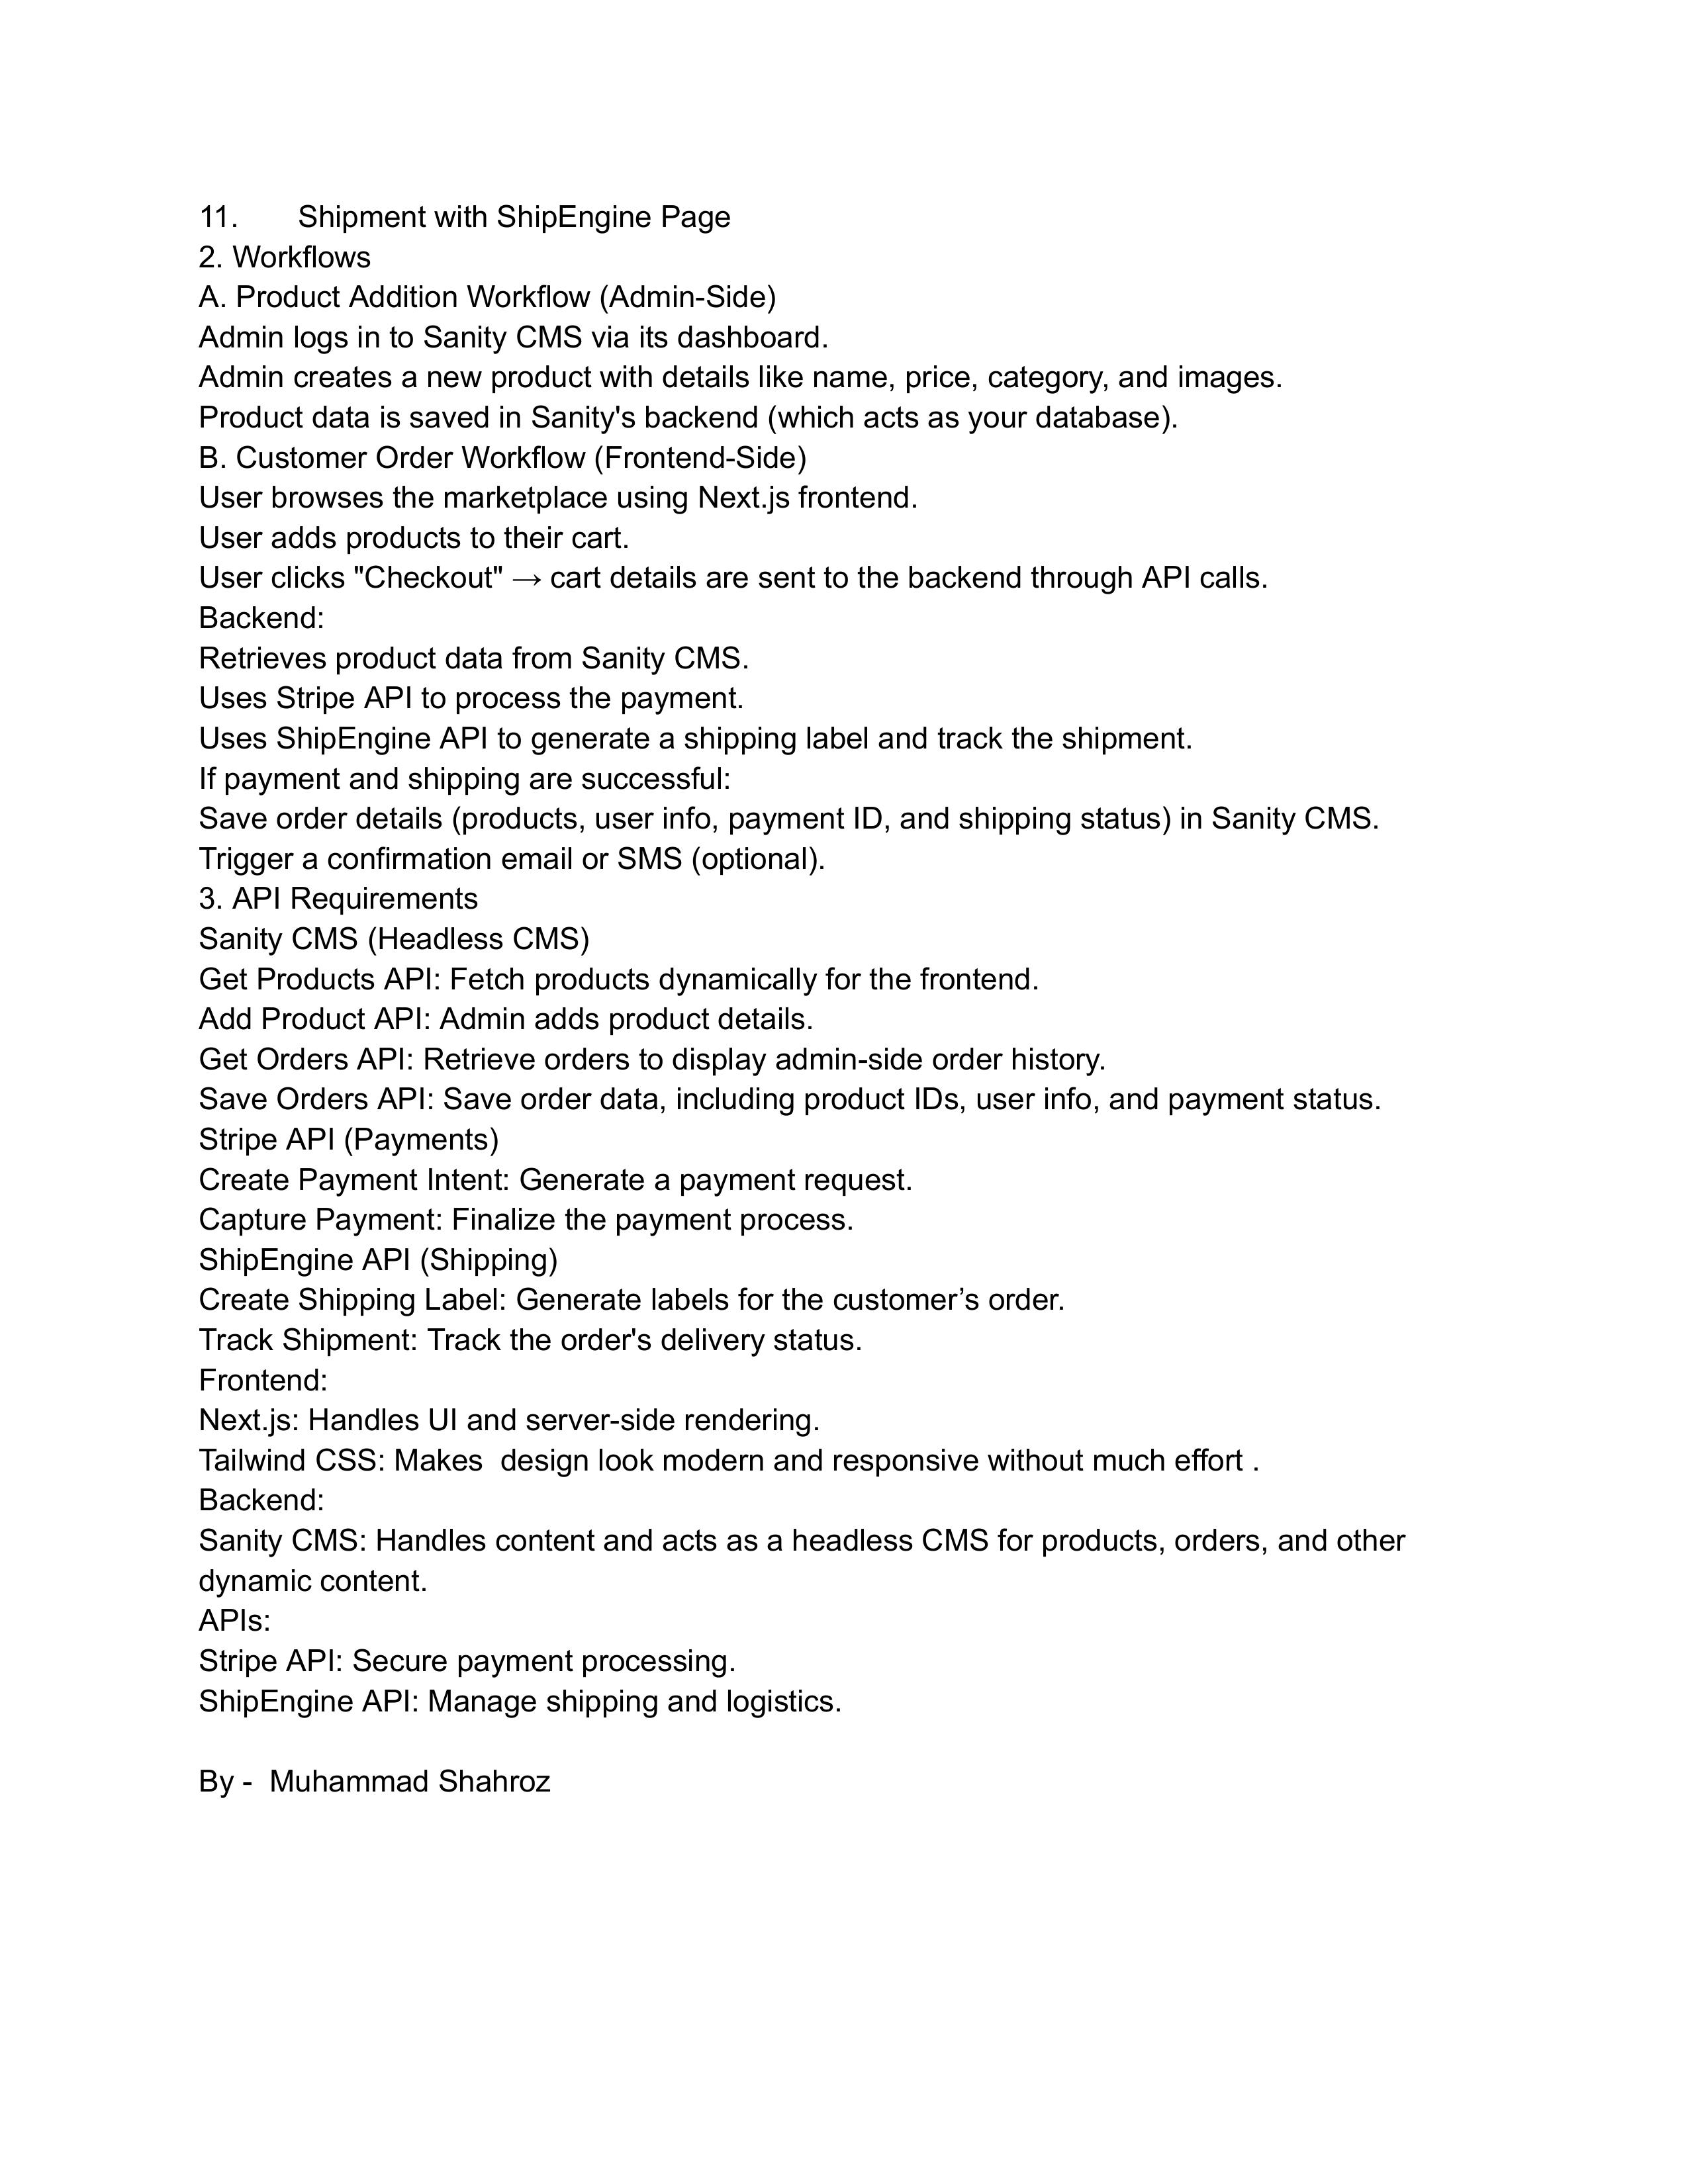 11. Shipment with ShipEngine Page
2. Workflows
A. Product Addition Workflow (Admin-Side)
Admin logs in to Sanity CMS via its dashboard.
Admin creates a new product with details like name, price, category, and images.
Product data is saved in Sanity's backend (which acts as your database).
B. Customer Order Workflow (Frontend-Side)
User browses the marketplace using Next.js frontend.
User adds products to their cart.
User clicks "Checkout" → cart details are sent to the backend through API calls.
Backend:
Retrieves product data from Sanity CMS.
Uses Stripe API to process the payment.
Uses ShipEngine API to generate a shipping label and track the shipment.
If payment and shipping are successful:
Save order details (products, user info, payment ID, and shipping status) in Sanity CMS.
Trigger a confirmation email or SMS (optional).
3. API Requirements
Sanity CMS (Headless CMS)
Get Products API: Fetch products dynamically for the frontend.
Add Product API: Admin adds product details.
Get Orders API: Retrieve orders to display admin-side order history.
Save Orders API: Save order data, including product IDs, user info, and payment status.
Stripe API (Payments)
Create Payment Intent: Generate a payment request.
Capture Payment: Finalize the payment process.
ShipEngine API (Shipping)
Create Shipping Label: Generate labels for the customer’s order.
Track Shipment: Track the order's delivery status.
Frontend:
Next.js: Handles UI and server-side rendering.
Tailwind CSS: Makes  design look modern and responsive without much effort .
Backend:
Sanity CMS: Handles content and acts as a headless CMS for products, orders, and other
dynamic content.
APIs:
Stripe API: Secure payment processing.
ShipEngine API: Manage shipping and logistics.
By -  Muhammad Shahroz